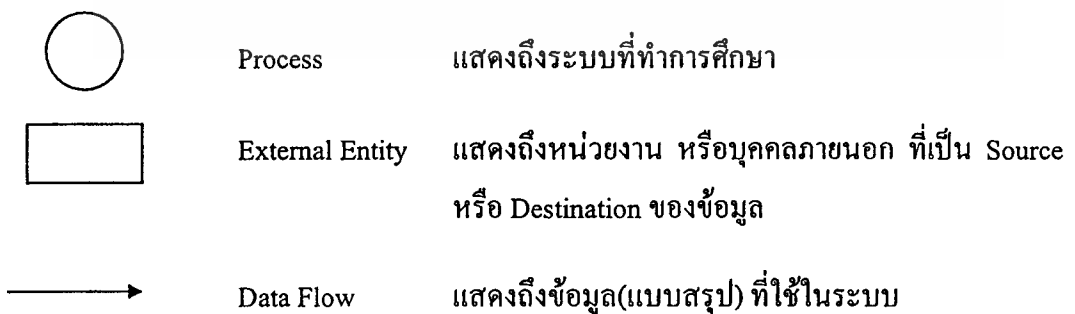 Process แสดงถึงระบบที่ทำการศึกษา
External Entity แสดงถึงหน่วยงาน หรือบุคคลภายนอก ที่เป็น Source
หรือ Destination ของข้อมูล
Data Flow แสดงถึงข้อมูล(แบบสรุป) ที่ใช้ในระบบ